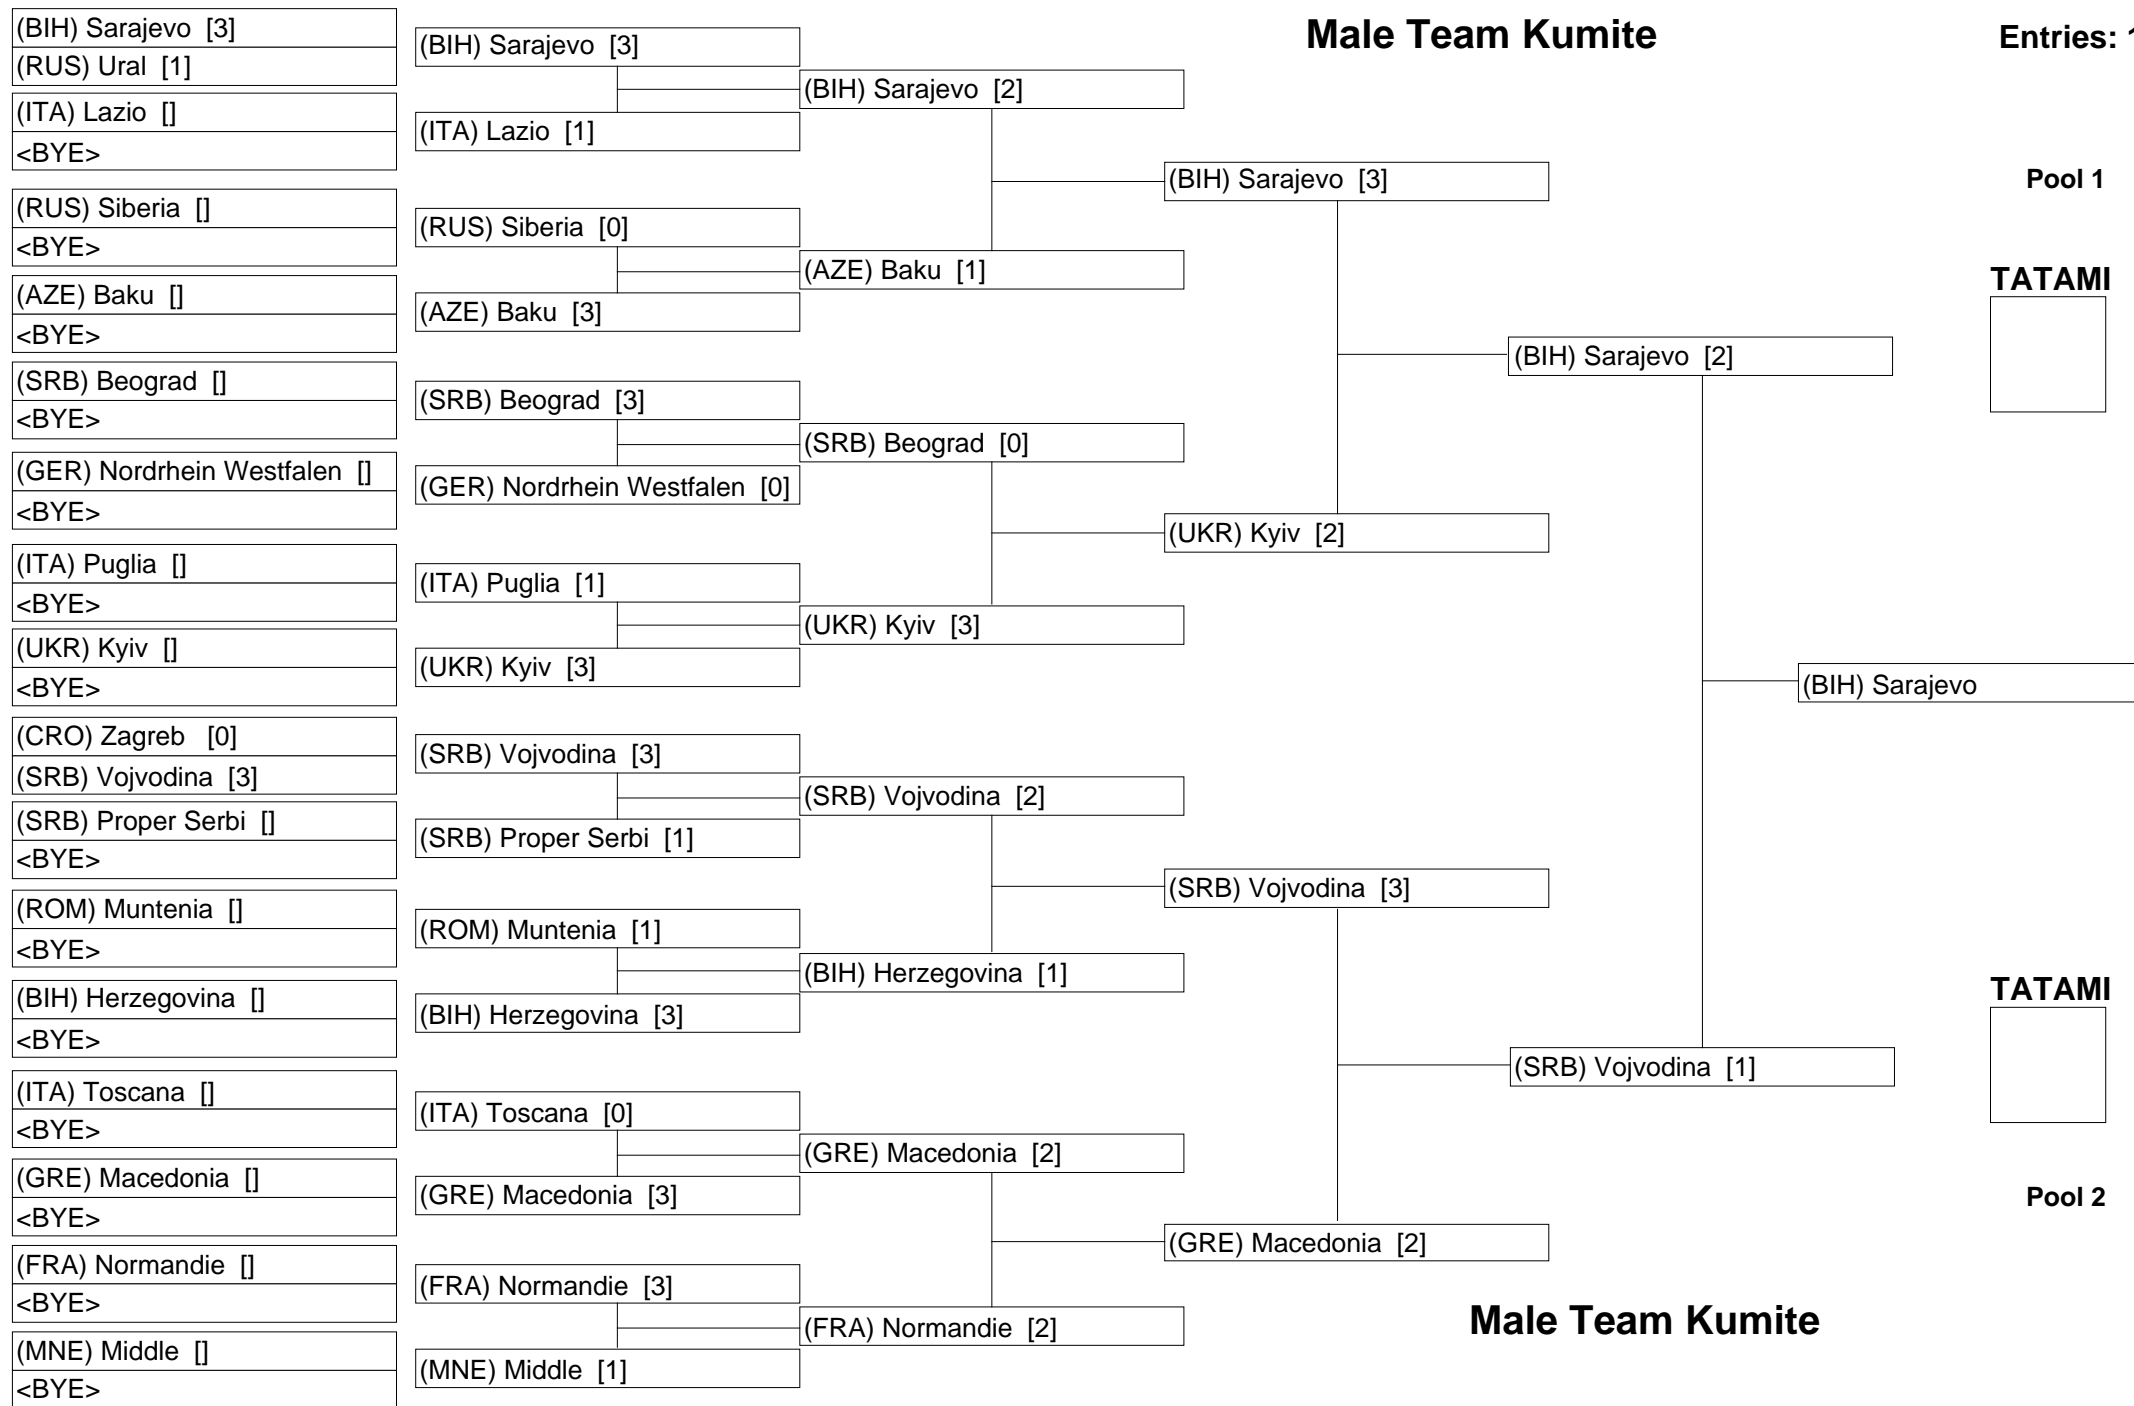 Male Team Kumite
Entries: 1
(BIH) Sarajevo [3]
(RUS) Ural [1]
(ITA) Lazio []
<BYE>
(RUS) Siberia []
<BYE>
(AZE) Baku []
<BYE>
(SRB) Beograd []
<BYE>
(GER) Nordrhein Westfalen []
<BYE>
(ITA) Puglia []
<BYE>
(UKR) Kyiv []
<BYE>
(CRO) Zagreb [0]
(SRB) Vojvodina [3]
(SRB) Proper Serbi []
<BYE>
(ROM) Muntenia []
<BYE>
(BIH) Herzegovina []
<BYE>
(ITA) Toscana []
<BYE>
(GRE) Macedonia []
<BYE>
(FRA) Normandie []
<BYE>
(MNE) Middle []
<BYE>
(BIH) Sarajevo [3]
(ITA) Lazio [1]
(RUS) Siberia [0]
(AZE) Baku [3]
(SRB) Beograd [3]
(GER) Nordrhein Westfalen [0]
(ITA) Puglia [1]
(UKR) Kyiv [3]
(SRB) Vojvodina [3]
(SRB) Proper Serbi [1]
(ROM) Muntenia [1]
(BIH) Herzegovina [3]
(ITA) Toscana [0]
(GRE) Macedonia [3]
(FRA) Normandie [3]
(MNE) Middle [1]
(BIH) Sarajevo [2]
(AZE) Baku [1]
(SRB) Beograd [0]
(UKR) Kyiv [3]
(SRB) Vojvodina [2]
(BIH) Herzegovina [1]
(GRE) Macedonia [2]
(FRA) Normandie [2]
(BIH) Sarajevo [3]
(UKR) Kyiv [2]
(SRB) Vojvodina [3]
(GRE) Macedonia [2]
(BIH) Sarajevo [2]
(SRB) Vojvodina [1]
(BIH) Sarajevo
Pool 1
TATAMI
TATAMI
Pool 2
Male Team Kumite